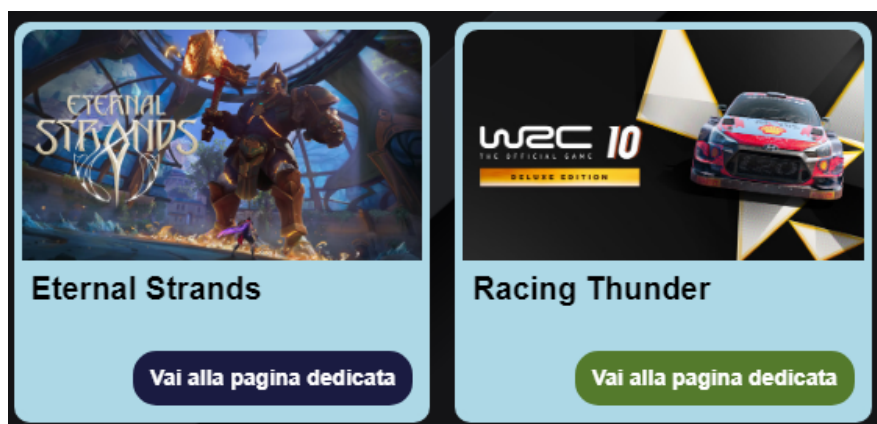 ETERNAL
STRANDS
WRC 10
THE OFFICIAL GAME
DELUXE EDITION
Eternal Strands
Racing Thunder
Vai alla pagina dedicata
Vai alla pagina dedicata